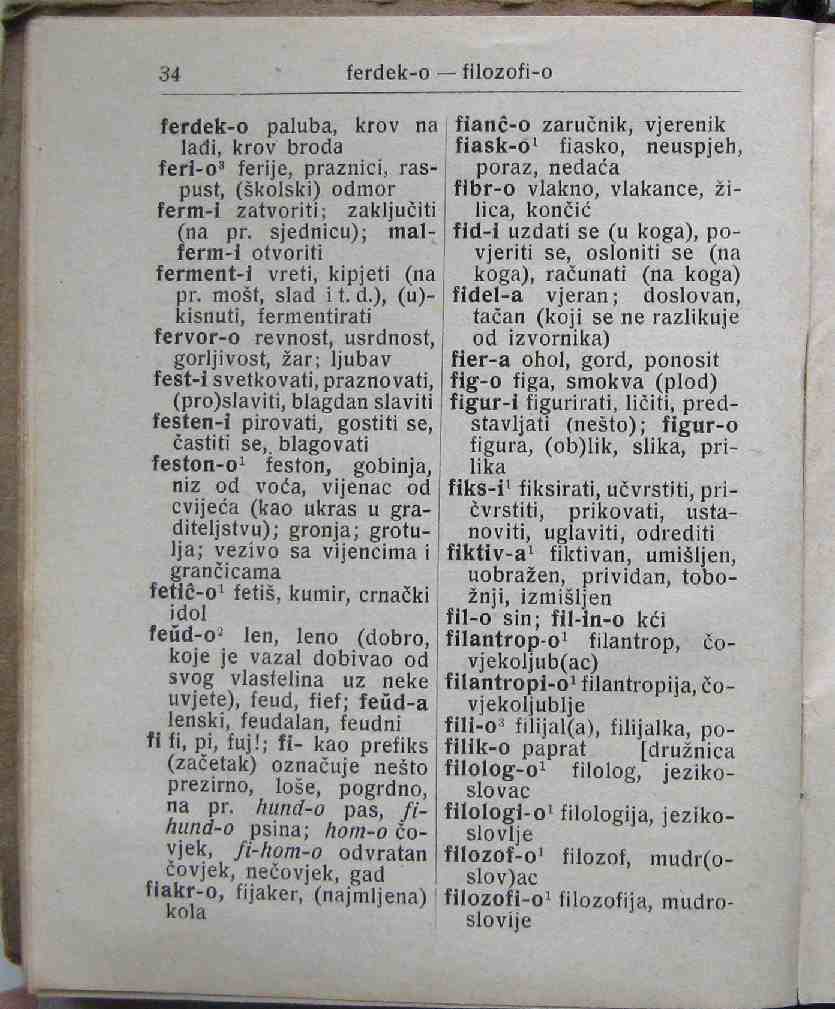 34
ferdek-o — filozofi-o
ferdek-o paluba, krov na
lađi, krov broda
feri-o³ ferije, praznici, ras-
pust, (školski) odmor
ferm-i zatvoriti; zaključiti
(na pr. sjednicu); mal-
ferm-i otvoriti
ferment-i vreti, kipjeti (na
pr. mošt, slad i t. d.), (u)-
kisnuti, fermentirati
fervor-o revnost, usrdnost,
gorljivost, žar; ljubav
fest-i svetkovati, praznovati,
(pro)slaviti, blagdan slaviti
festen-i pirovati, gostiti se,
častiti se, blagovati
feston-o¹ feston, gobinja,
niz od voća, vijenac od
cvijeća (kao ukras u gra-
diteljstvu); gronja; grotu-
lja; vezivo sa vijencima i
grančicama
fetiĉ-o¹ fetiš, kumir, crnački
idol
feŭd-o² len, leno (dobro,
koje je vazal dobivao od
svog vlastelina uz neke
uvjete), feud, fief; feŭd-a
lenski, feudalan, feudni
fi fi, pi, fuj!; fi- kao prefiks
(začetak) označuje nešto
prezirno, loše, pogrdno,
na pr. hund-o pas, fi-
hund-o psina; hom-o čo-
vjek, fi-hom-o odvratan
čovjek, nečovjek, gad
fiakr-o, fijaker, (najmljena)
kola
fianĉ-o zaručnik, vjerenik
fiask-o¹ fiasko, neuspjeh,
poraz, nedaća
fibr-o vlakno, vlakance, ži-
lica, končić
fid-i uzdati se (u koga), po-
vjeriti se, osloniti se (na
koga), računati (na koga)
fidel-a vjeran; doslovan,
tačan (koji se ne razlikuje
od izvornika)
fier-a ohol, gord, ponosit
fig-o figa, smokva (plod)
figur-i figurirati, ličiti, pred-
stavljati (nešto); figur-o
figura, (ob)lik, slika, pri-
lika
fiks-i¹ fiksirati, učvrstiti, pri-
čvrstiti, prikovati, usta-
noviti, uglaviti, odrediti
fiktiv-a¹ fiktivan, umišljen,
uobražen, prividan, tobo-
žnji, izmišljen
fil-o sin; fil-in-o kći
filantrop-o¹ filantrop, čo-
vjekoljub(ac)
filantropi-o¹ filantropija, čo-
vjekoljublje
fili-o³ filijal(a), filijalka, po-
filik-o paprat [družnica
filolog-o¹ filolog, jeziko-
slovac
filologi-o¹ filologija, jeziko-
slovlje
filozof-o¹ filozof, mudr(o-
slov)ac
filozofi-o¹ filozofija, mudro-
slovije